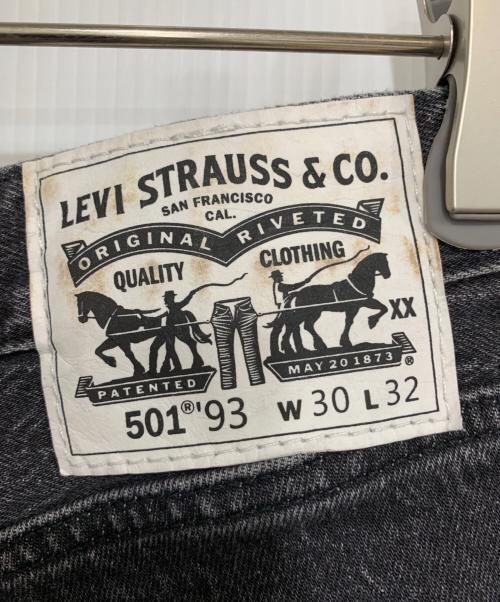 LEVI STRAUSS & CO.
SAN FRANCISCO
CAL.
ORIGINAL RIVETED
QUALITY CLOTHING
XX
PATENTED MAY 20 1873 ®
501®'93 W 30 L 32